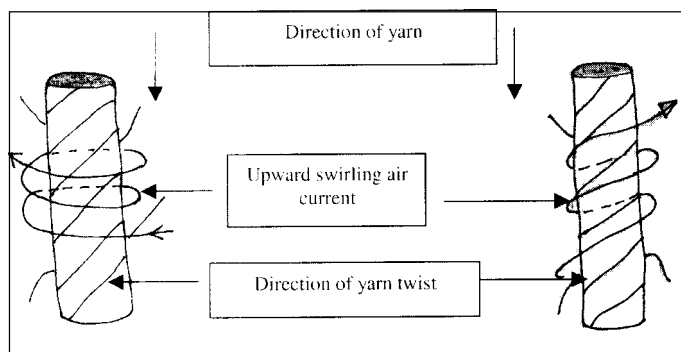 Direction of yarn
Upward swirling air
current
Direction of yarn twist